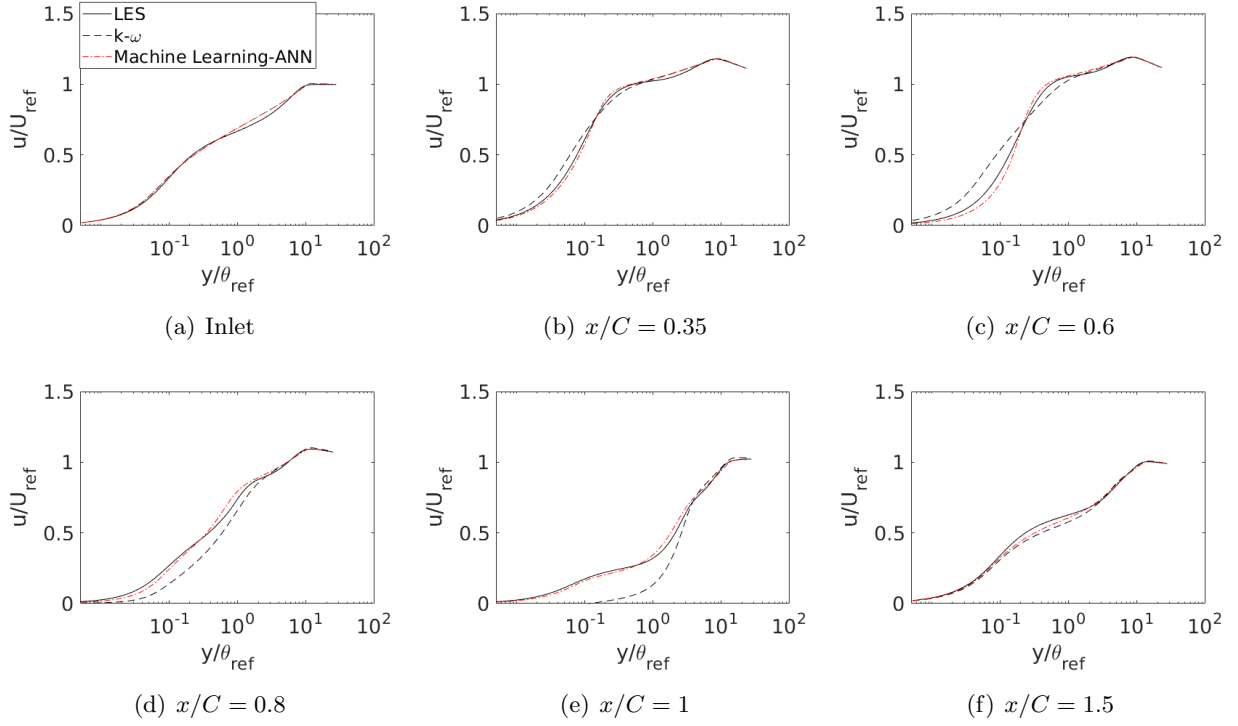 LES
k-ω
Machine Learning-ANN
1.5
1
0.5
0
u/U_ref
10^-1 10^0 10^1 10^2
y/θ_ref
(a) Inlet
1.5
1
0.5
0
u/U_ref
10^-1 10^0 10^1 10^2
y/θ_ref
(b) x/C = 0.35
1.5
1
0.5
0
u/U_ref
10^-1 10^0 10^1 10^2
y/θ_ref
(c) x/C = 0.6
1.5
1
0.5
0
u/U_ref
10^-1 10^0 10^1 10^2
y/θ_ref
(d) x/C = 0.8
1.5
1
0.5
0
u/U_ref
10^-1 10^0 10^1 10^2
y/θ_ref
(e) x/C = 1
1.5
1
0.5
0
u/U_ref
10^-1 10^0 10^1 10^2
y/θ_ref
(f) x/C = 1.5